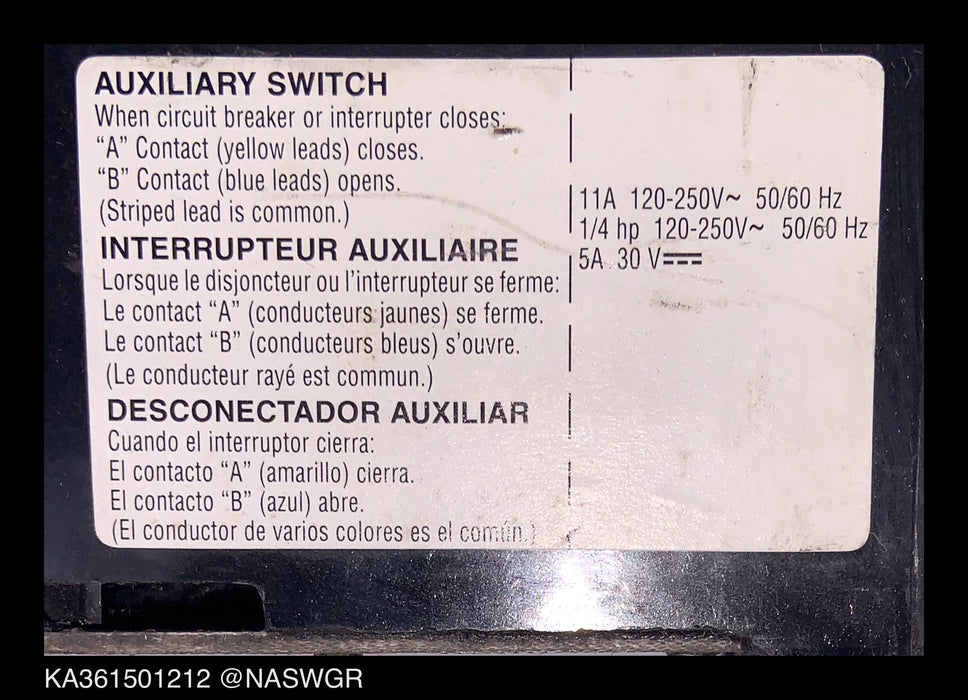 AUXILIARY SWITCH
When circuit breaker or interrupter closes:
“A” Contact (yellow leads) closes.
“B” Contact (blue leads) opens.
(Striped lead is common.)
INTERRUPTEUR AUXILIAIRE
Lorsque le disjoncteur ou l’interrupteur se ferme:
Le contact “A” (conducteurs jaunes) se ferme.
Le contact “B” (conducteurs bleus) s’ouvre.
(Le conducteur rayé est commun.)
DESCONECTADOR AUXILIAR
Cuando el interruptor cierra:
El contacto “A” (amarillo) cierra.
El contacto “B” (azul) abre.
(El conductor de varios colores es el común.)
11A 120-250V~ 50/60 Hz
1/4 hp 120-250V~ 50/60 Hz
5A 30 V⎓
KA361501212 @NASWGR